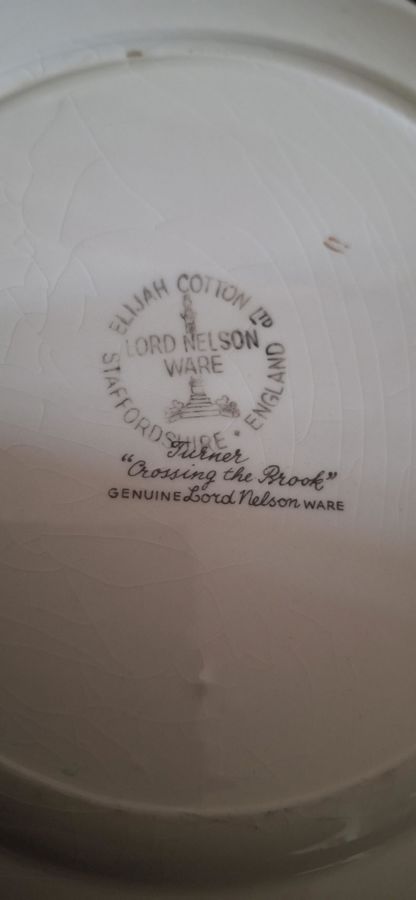 ELIJAH COTTON LTD
LORD NELSON
WARE
STAFFORDSHIRE • ENGLAND
Turner
"Crossing the Brook"
GENUINE Lord Nelson WARE